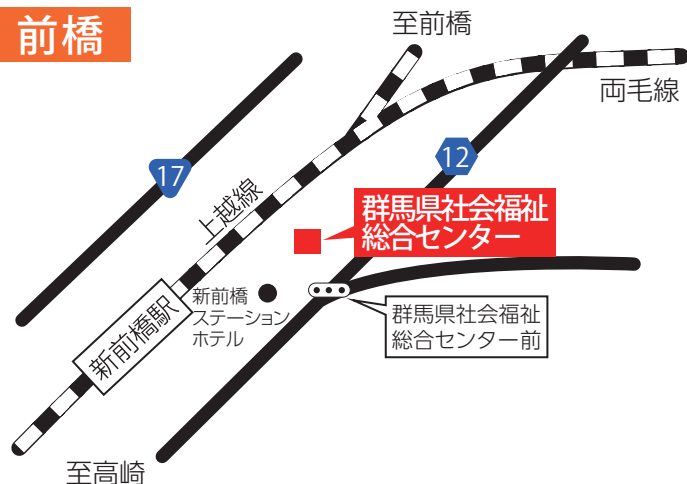 前橋
至前橋
両毛線
17
12
上越線
群馬県社会福祉
総合センター
新前橋
ステーション
ホテル
群馬県社会福祉
総合センター前
新前橋駅
至高崎